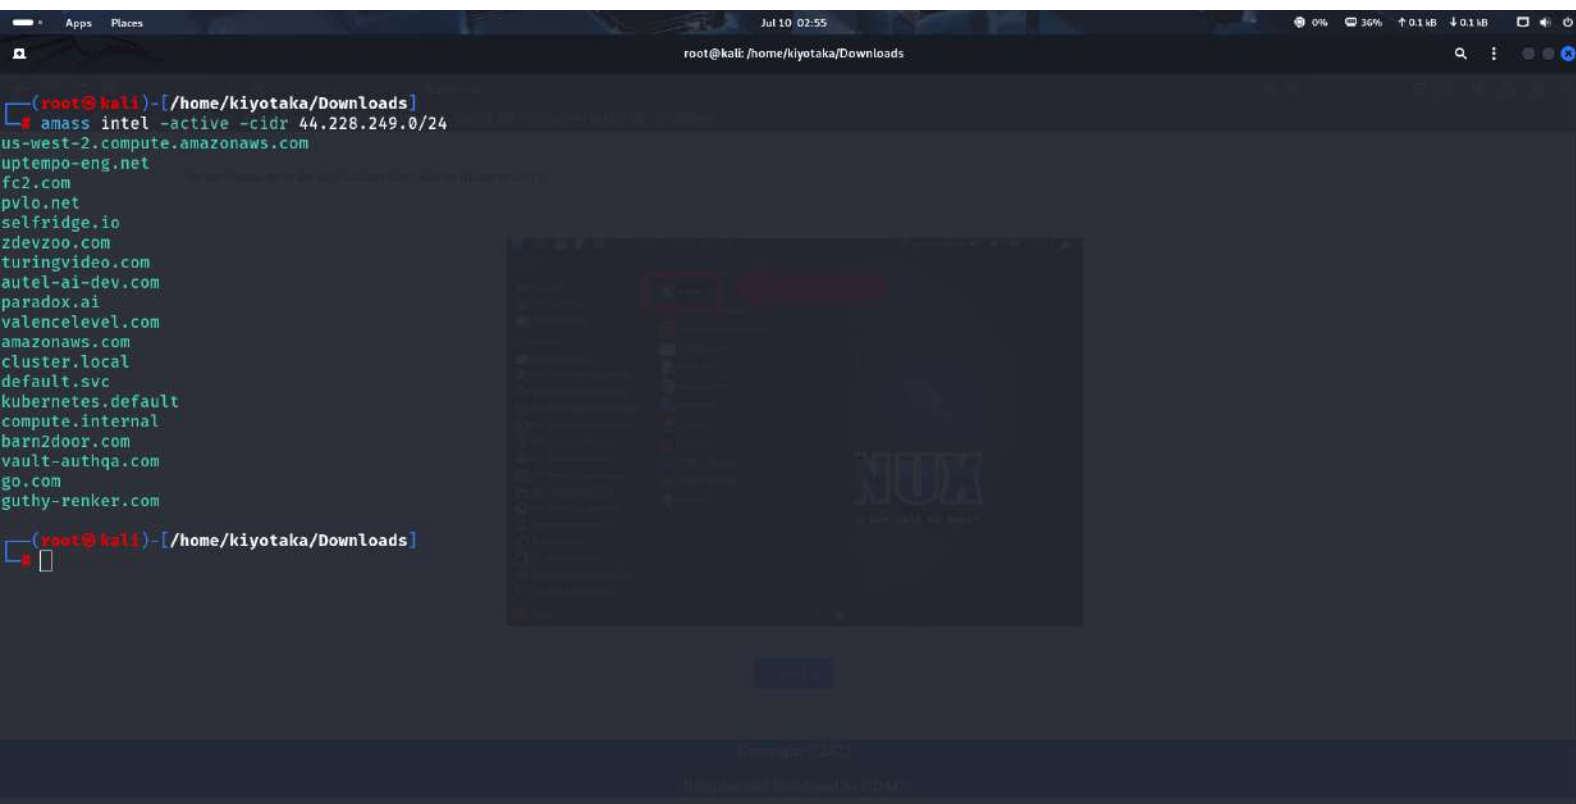 Apps Places Jul 10 02:55 0% 36% ↑ 0.1 kB ↓ 0.1 kB
root@kali: /home/kiyotaka/Downloads
┌──(root㉿kali)-[/home/kiyotaka/Downloads]
└─# amass intel -active -cidr 44.228.249.0/24
us-west-2.compute.amazonaws.com
uptempo-eng.net
fc2.com
pvlo.net
selfridge.io
zdevzoo.com
turingvideo.com
autel-ai-dev.com
paradox.ai
valencelevel.com
amazonaws.com
cluster.local
default.svc
kubernetes.default
compute.internal
barn2door.com
vault-authqa.com
go.com
guthy-renker.com
┌──(root㉿kali)-[/home/kiyotaka/Downloads]
└─#
NUX